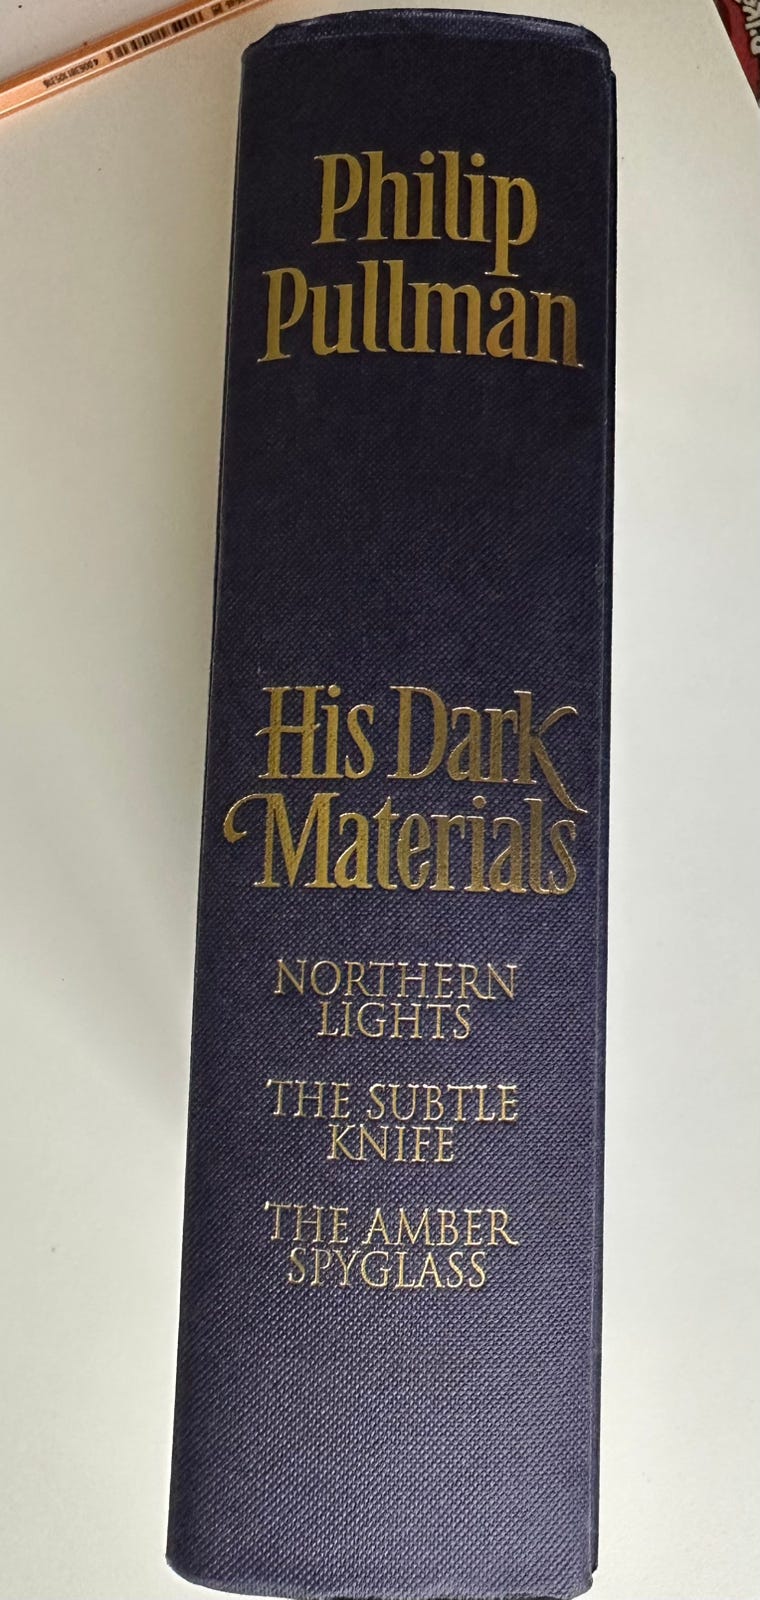 Philip
Pullman
His Dark
Materials
NORTHERN
LIGHTS
THE SUBTLE
KNIFE
THE AMBER
SPYGLASS